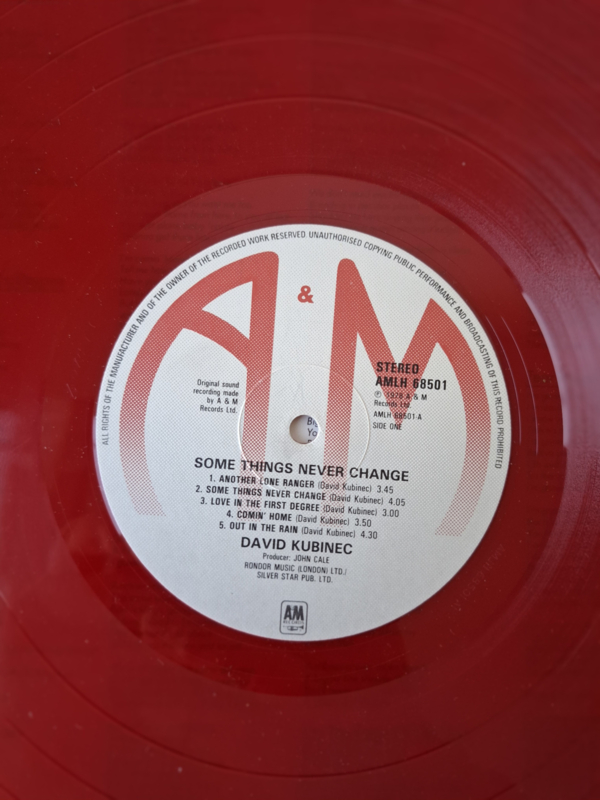 ALL RIGHTS OF THE MANUFACTURER AND OF THE OWNER OF THE RECORDED WORK RESERVED. UNAUTHORISED COPYING PUBLIC PERFORMANCE AND BROADCASTING OF THIS RECORD PROHIBITED
A & M
Original sound
recording made
by A & M
Records Ltd.
STEREO
AMLH 68501
℗ 1978 A & M
Records Ltd
AMLH 68501-A
SIDE ONE
SOME THINGS NEVER CHANGE
1. ANOTHER LONE RANGER (David Kubinec) 3.45
2. SOME THINGS NEVER CHANGE (David Kubinec) 4.05
3. LOVE IN THE FIRST DEGREE (David Kubinec) 3.00
4. COMIN' HOME (David Kubinec) 3.50
5. OUT IN THE RAIN (David Kubinec) 4.30
DAVID KUBINEC
Producer: JOHN CALE
RONDOR MUSIC (LONDON) LTD./
SILVER STAR PUB. LTD.
AM